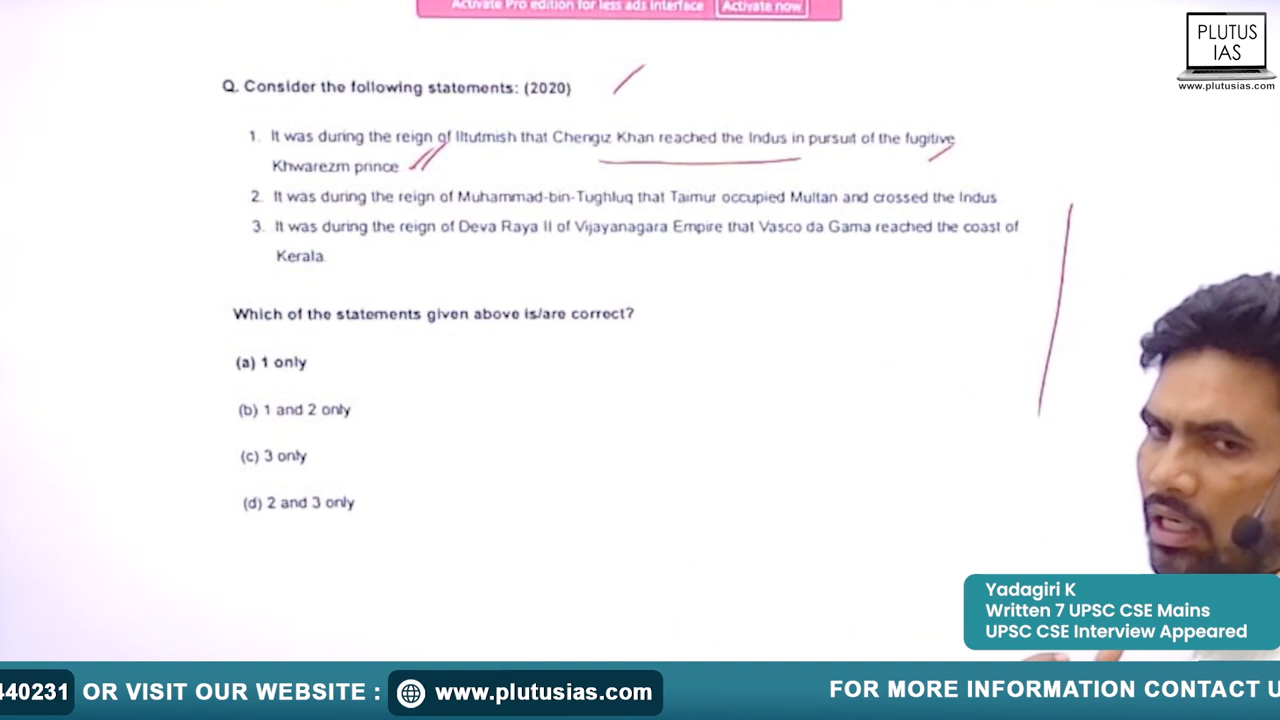 Activate Pro edition for less ads interface Activate now
PLUTUS
IAS
www.plutusias.com
Q. Consider the following statements: (2020)
1. It was during the reign of Iltutmish that Chengiz Khan reached the Indus in pursuit of the fugitive
Khwarezm prince
2. It was during the reign of Muhammad-bin-Tughluq that Taimur occupied Multan and crossed the Indus
3. It was during the reign of Deva Raya II of Vijayanagara Empire that Vasco da Gama reached the coast of
Kerala.
Which of the statements given above is/are correct?
(a) 1 only
(b) 1 and 2 only
(c) 3 only
(d) 2 and 3 only
Yadagiri K
Written 7 UPSC CSE Mains
UPSC CSE Interview Appeared
440231 OR VISIT OUR WEBSITE : www.plutusias.com FOR MORE INFORMATION CONTACT U